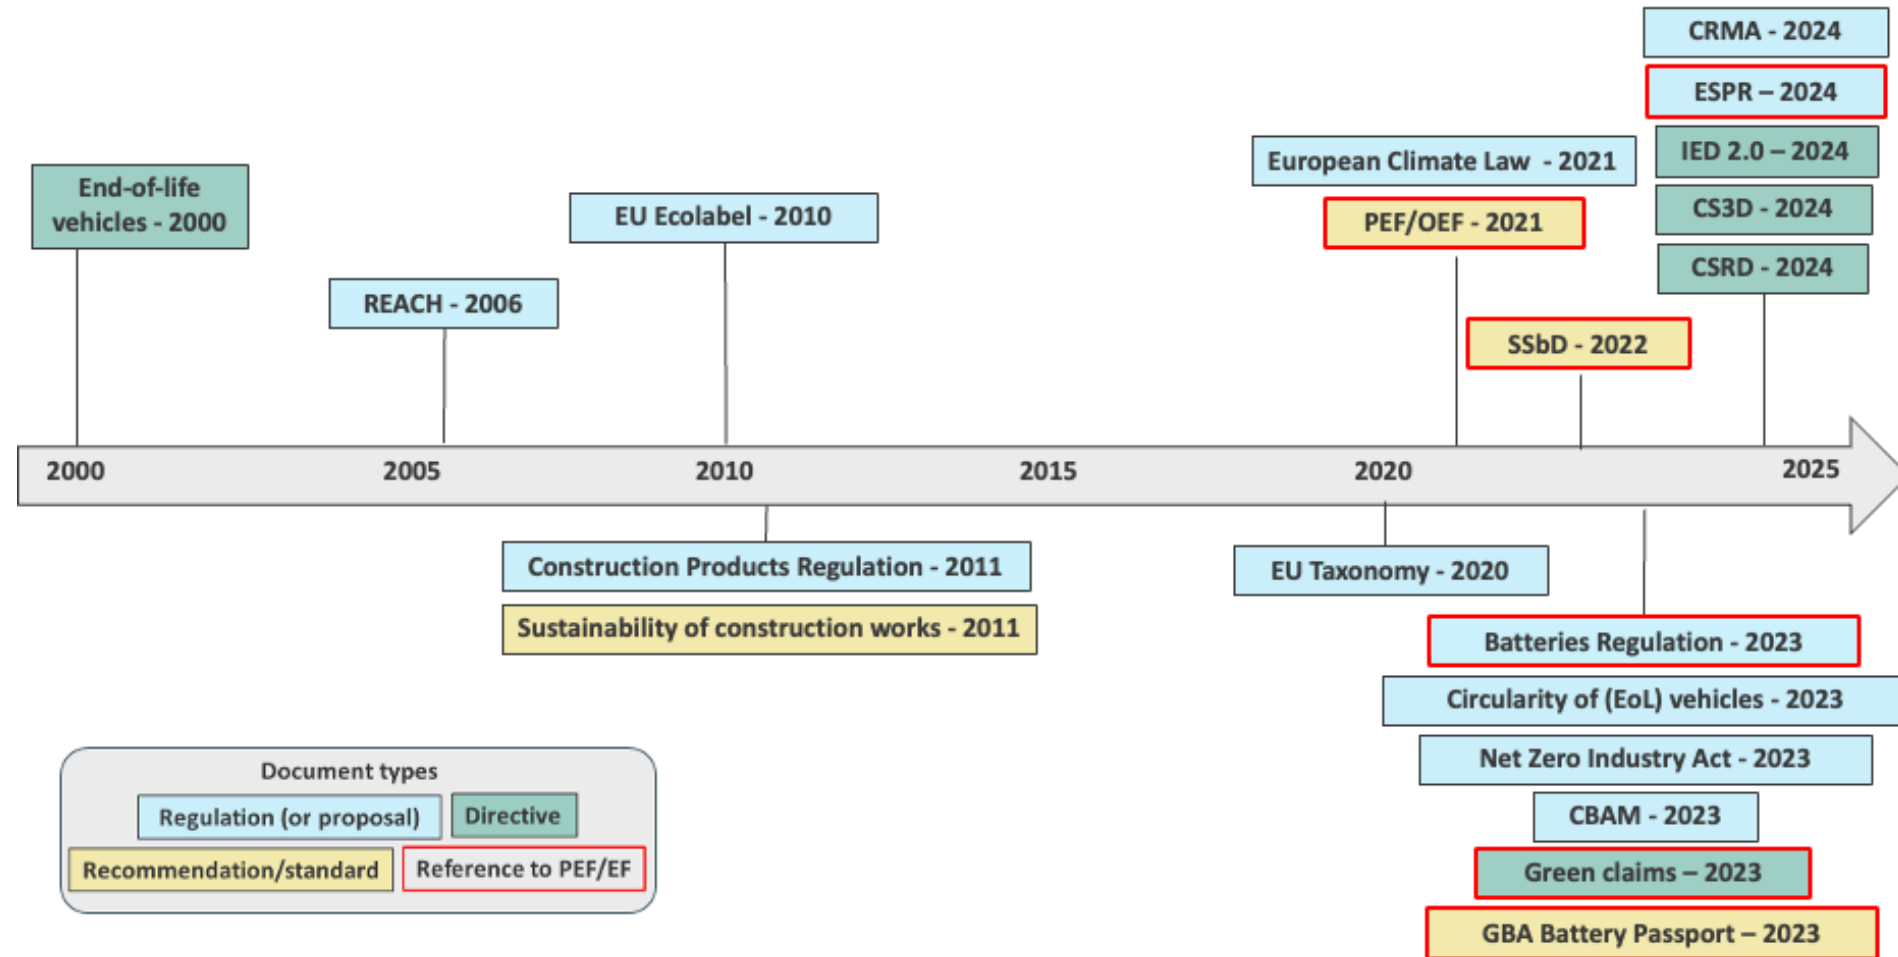 CRMA - 2024
ESPR – 2024
IED 2.0 – 2024
CS3D - 2024
CSRD - 2024
European Climate Law - 2021
PEF/OEF - 2021
SSbD - 2022
End-of-life
vehicles - 2000
EU Ecolabel - 2010
REACH - 2006
2000
2005
2010
2015
2020
2025
Construction Products Regulation - 2011
Sustainability of construction works - 2011
EU Taxonomy - 2020
Batteries Regulation - 2023
Circularity of (EoL) vehicles - 2023
Net Zero Industry Act - 2023
CBAM - 2023
Green claims – 2023
GBA Battery Passport – 2023
Document types
Regulation (or proposal)
Directive
Recommendation/standard
Reference to PEF/EF